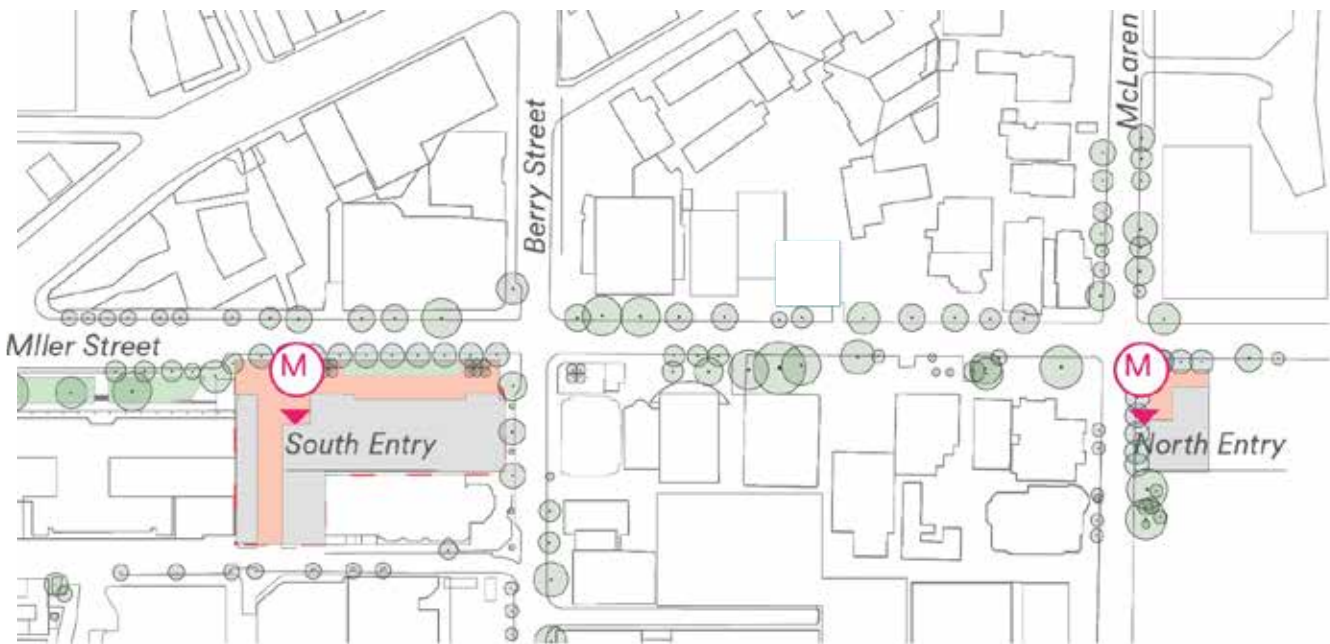 McLaren
Berry Street
Mller Street
M
M
South Entry
North Entry